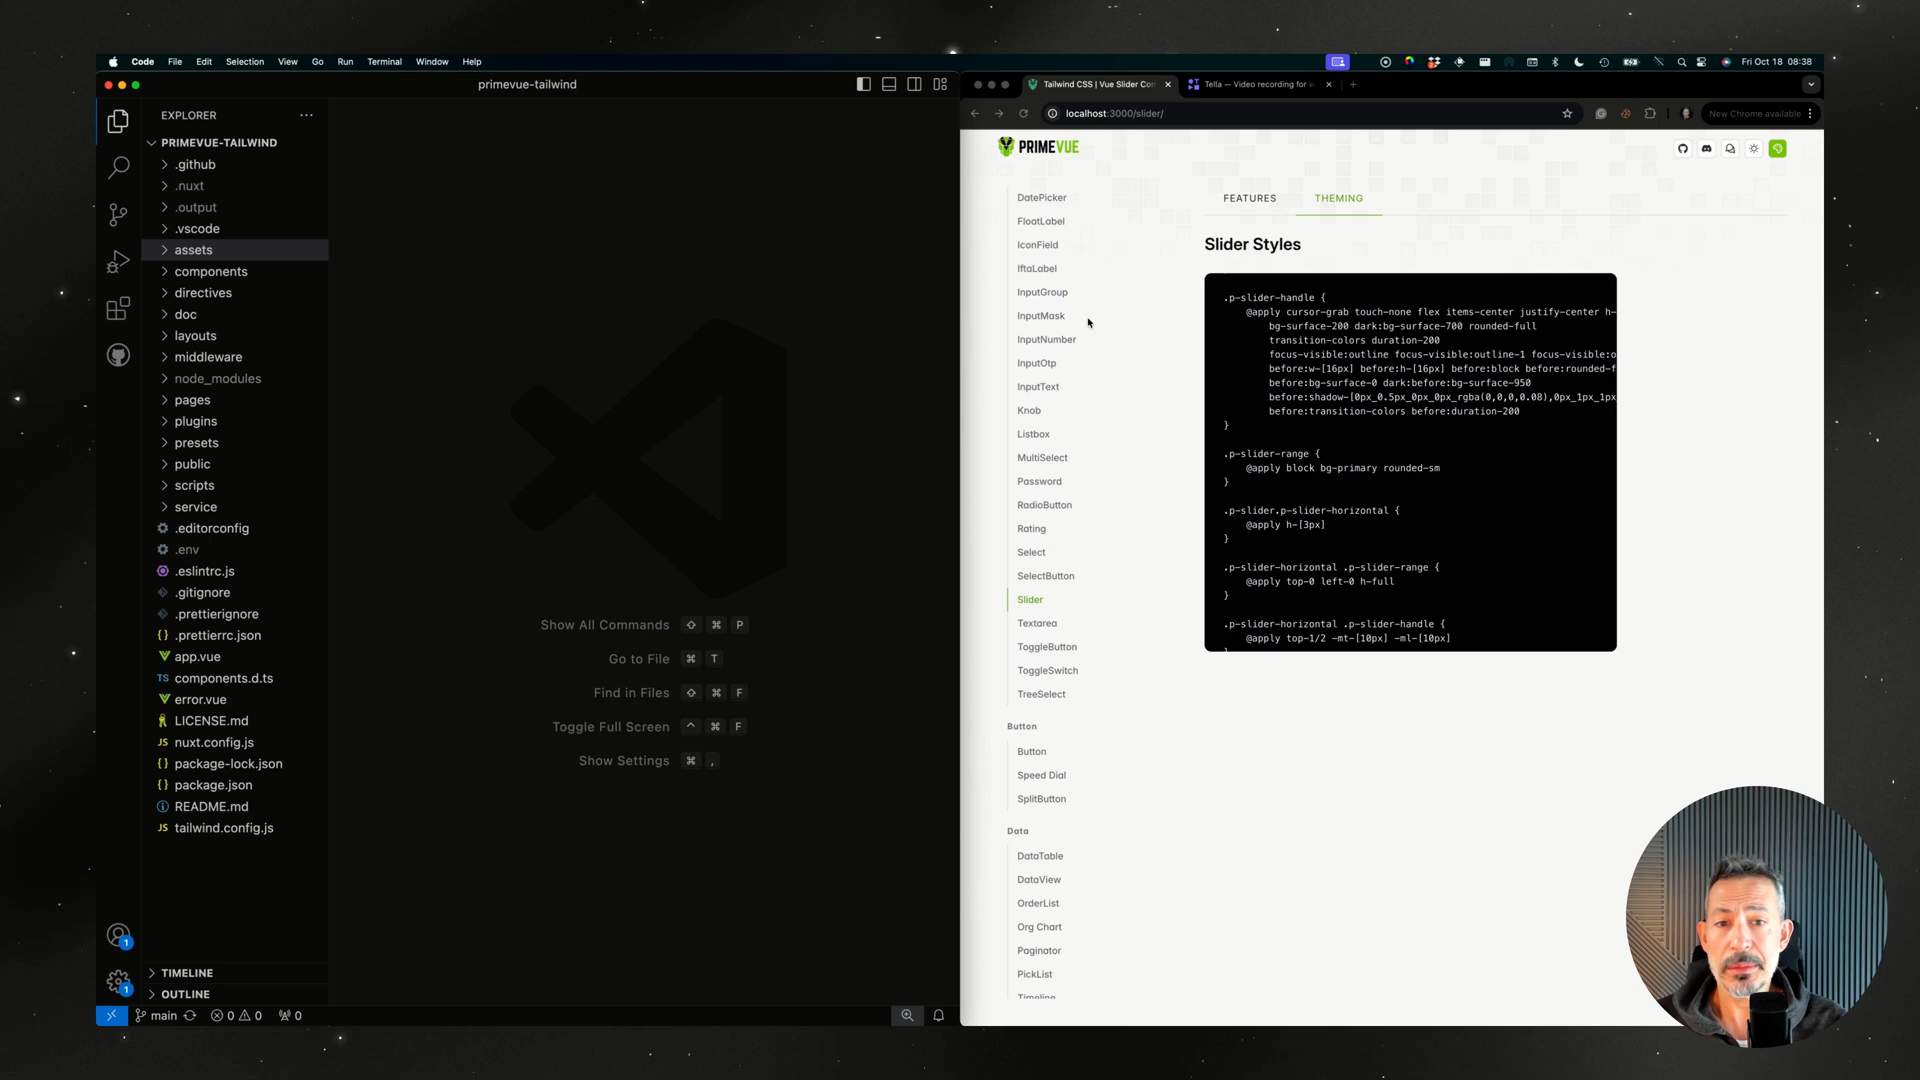 Code File Edit Selection View Go Run Terminal Window Help
Fri Oct 18 08:38
primevue-tailwind
EXPLORER
PRIMEVUE-TAILWIND
.github
.nuxt
.output
.vscode
assets
components
directives
doc
layouts
middleware
node_modules
pages
plugins
presets
public
scripts
service
.editorconfig
.env
.eslintrc.js
.gitignore
.prettierignore
{} .prettierrc.json
app.vue
TS components.d.ts
error.vue
LICENSE.md
JS nuxt.config.js
{} package-lock.json
{} package.json
README.md
JS tailwind.config.js
TIMELINE
OUTLINE
1
1
main 0 0 0
Show All Commands ⇧ ⌘ P
Go to File ⌘ T
Find in Files ⇧ ⌘ F
Toggle Full Screen ^ ⌘ F
Show Settings ⌘ ,
Tailwind CSS | Vue Slider Co
Tella — Video recording for
localhost:3000/slider/
New Chrome available
PRIMEVUE
DatePicker
FloatLabel
IconField
IftaLabel
InputGroup
InputMask
InputNumber
InputOtp
InputText
Knob
Listbox
MultiSelect
Password
RadioButton
Rating
Select
SelectButton
Slider
Textarea
ToggleButton
ToggleSwitch
TreeSelect
Button
Button
Speed Dial
SplitButton
Data
DataTable
DataView
OrderList
Org Chart
Paginator
PickList
Timeline
FEATURES
THEMING
Slider Styles
.p-slider-handle {
@apply cursor-grab touch-none flex items-center justify-center h-
bg-surface-200 dark:bg-surface-700 rounded-full
transition-colors duration-200
focus-visible:outline focus-visible:outline-1 focus-visible:o
before:w-[16px] before:h-[16px] before:block before:rounded-f
before:bg-surface-0 dark:before:bg-surface-950
before:shadow-[0px_0.5px_0px_0px_rgba(0,0,0,0.08),0px_1px_1px
before:transition-colors before:duration-200
}
.p-slider-range {
@apply block bg-primary rounded-sm
}
.p-slider.p-slider-horizontal {
@apply h-[3px]
}
.p-slider-horizontal .p-slider-range {
@apply top-0 left-0 h-full
}
.p-slider-horizontal .p-slider-handle {
@apply top-1/2 -mt-[10px] -ml-[10px]
}